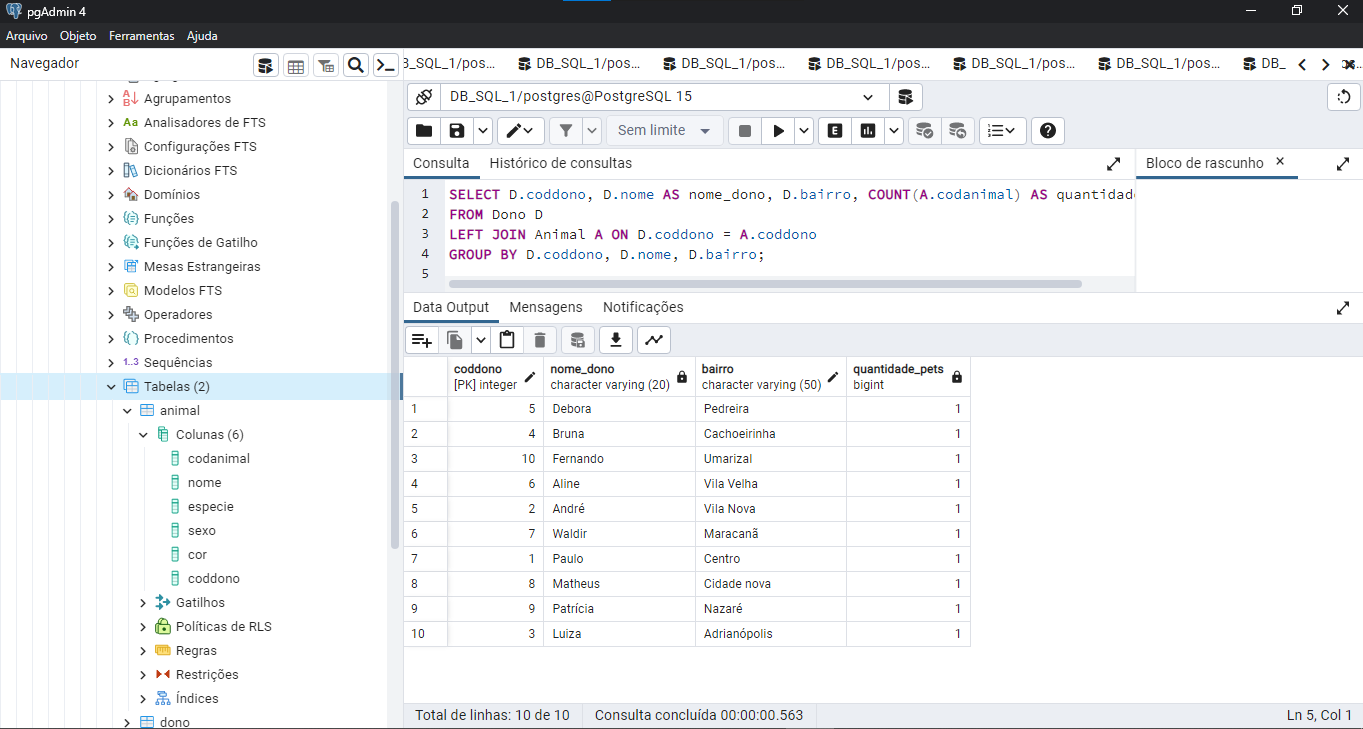 pgAdmin 4
Arquivo Objeto Ferramentas Ajuda
Navegador
B_SQL_1/pos... DB_SQL_1/pos... DB_SQL_1/pos... DB_SQL_1/pos... DB_SQL_1/pos... DB_SQL_1/pos... DB_
Agrupamentos
Aa Analisadores de FTS
Configurações FTS
Dicionários FTS
Domínios
Funções
Funções de Gatilho
Mesas Estrangeiras
Modelos FTS
Operadores
Procedimentos
1..3 Sequências
Tabelas (2)
animal
Colunas (6)
codanimal
nome
especie
sexo
cor
coddono
Gatilhos
Políticas de RLS
Regras
Restrições
Índices
dono
DB_SQL_1/postgres@PostgreSQL 15
Sem limite
E
Consulta Histórico de consultas
Bloco de rascunho
1 SELECT D.coddono, D.nome AS nome_dono, D.bairro, COUNT(A.codanimal) AS quantidade
2 FROM Dono D
3 LEFT JOIN Animal A ON D.coddono = A.coddono
4 GROUP BY D.coddono, D.nome, D.bairro;
5
Data Output Mensagens Notificações
coddono nome_dono bairro quantidade_pets
[PK] integer character varying (20) character varying (50) bigint
1 5 Debora Pedreira 1
2 4 Bruna Cachoeirinha 1
3 10 Fernando Umarizal 1
4 6 Aline Vila Velha 1
5 2 André Vila Nova 1
6 7 Waldir Maracanã 1
7 1 Paulo Centro 1
8 8 Matheus Cidade nova 1
9 9 Patrícia Nazaré 1
10 3 Luiza Adrianópolis 1
Total de linhas: 10 de 10 Consulta concluída 00:00:00.563 Ln 5, Col 1